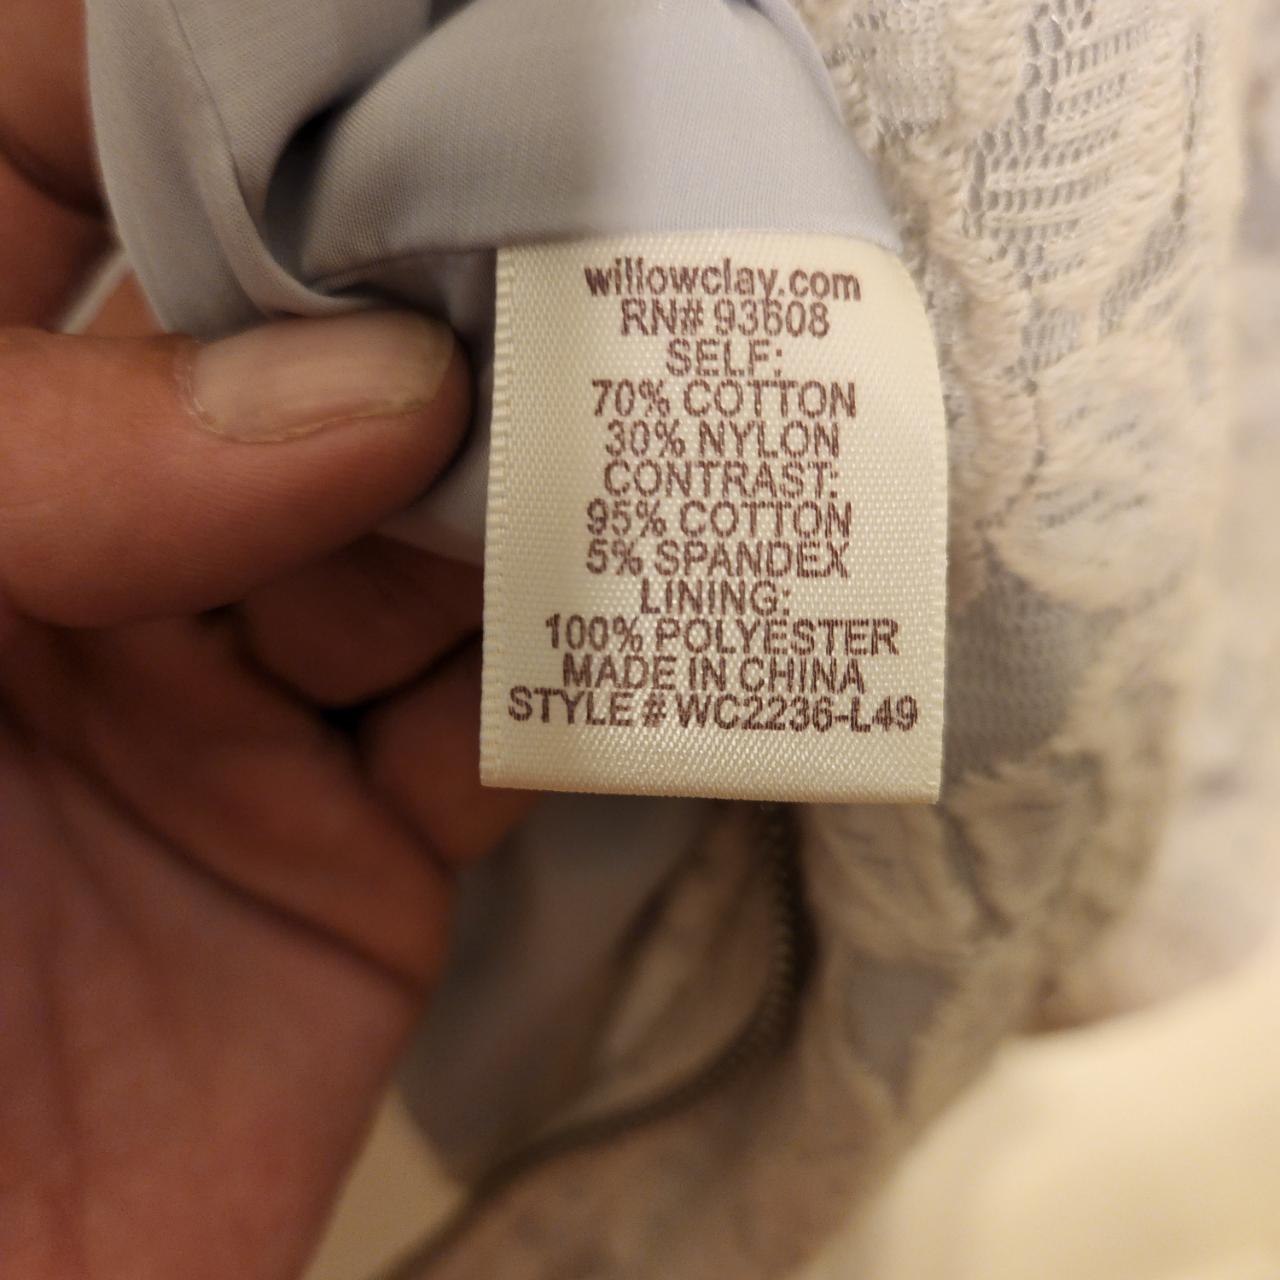 willowclay.com
RN# 93608
SELF:
70% COTTON
30% NYLON
CONTRAST:
95% COTTON
5% SPANDEX
LINING:
100% POLYESTER
MADE IN CHINA
STYLE # WC2236-L49